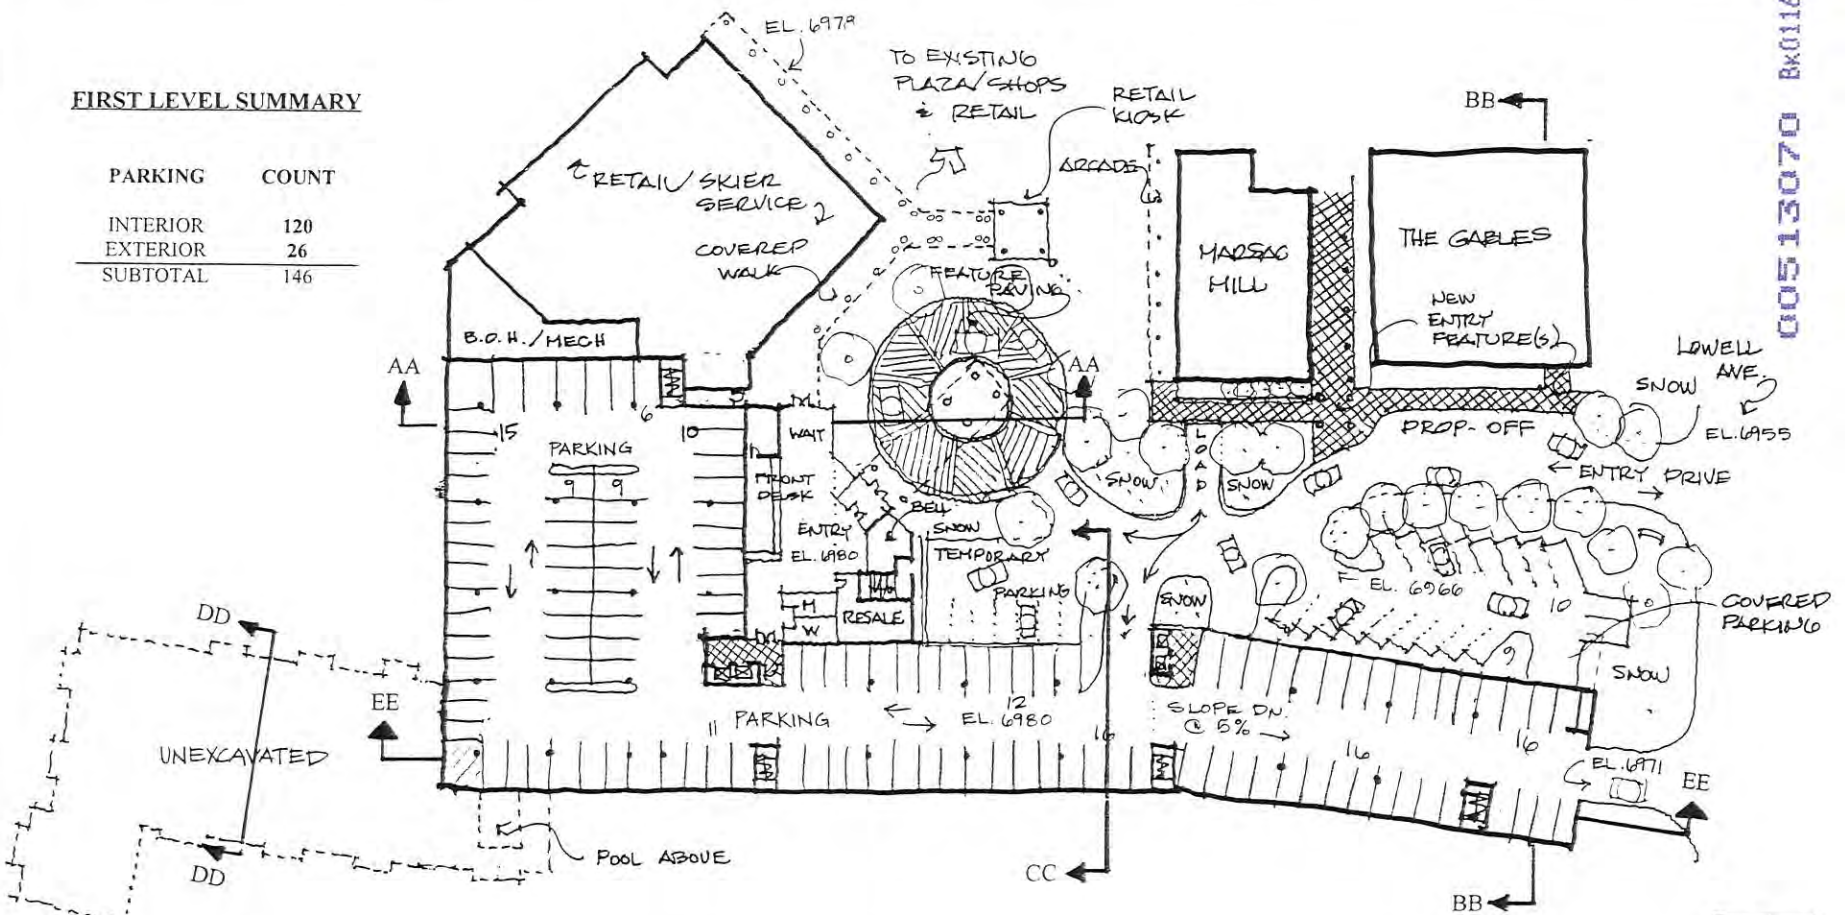 FIRST LEVEL SUMMARY
PARKING COUNT
INTERIOR 120
EXTERIOR 26
SUBTOTAL 146
EL. 6978
TO EXISTING
PLAZA/SHOPS
& RETAIL
RETAIL
KIOSK
ARCADE
BB
00513070 BK0116
RETAIL/SKIER
SERVICE
COVERED
WALK
FEATURE
PAVING
MARSAC
HILL
THE GABLES
NEW
ENTRY
FEATURE(S)
LOWELL
AVE.
SNOW
EL. 6955
B.O.H./MECH
AA
AA
6
15
10
PARKING
9 9
WAIT
FRONT
DESK
ENTRY
EL. 6980
BELL
SNOW
TEMPORARY
PARKING
M
W
RESALE
LOAD
SNOW
SNOW
DROP-OFF
ENTRY DRIVE
EL. 6966
10
9
SNOW
COVERED
PARKING
SNOW
DD
EE
UNEXCAVATED
11 PARKING
12
EL. 6980
16
SLOPE DN
@ 5%
16
16
EL. 6971
EE
POOL ABOVE
DD
CC
BB